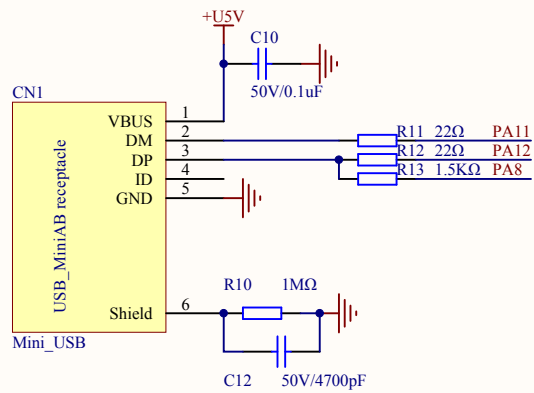 +U5V
C10
50V/0.1uF
CN1
VBUS 1
DM 2
DP 3
ID 4
GND 5
USB_MiniAB receptacle
R11 22Ω PA11
R12 22Ω PA12
R13 1.5KΩ PA8
Shield 6
R10 1MΩ
Mini_USB
C12 50V/4700pF